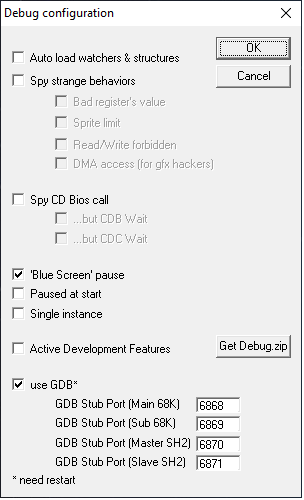 Debug configuration
OK
Auto load watchers & structures
Cancel
Spy strange behaviors
Bad register's value
Sprite limit
Read/Write forbidden
DMA access (for gfx hackers)
Spy CD Bios call
...but CDB Wait
...but CDC Wait
'Blue Screen' pause
Paused at start
Single instance
Active Development Features
Get Debug.zip
use GDB*
GDB Stub Port (Main 68K) 6868
GDB Stub Port (Sub 68K) 6869
GDB Stub Port (Master SH2) 6870
GDB Stub Port (Slave SH2) 6871
* need restart